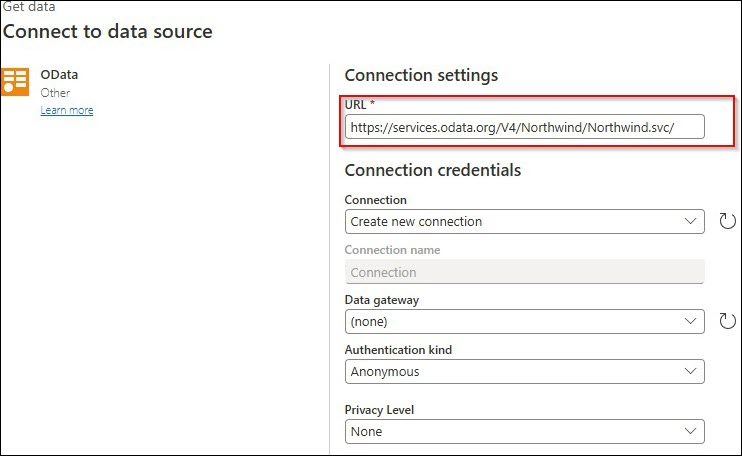 Get data
Connect to data source
OData
Other
Learn more
Connection settings
URL *
https://services.odata.org/V4/Northwind/Northwind.svc/
Connection credentials
Connection
Create new connection
Connection name
Connection
Data gateway
(none)
Authentication kind
Anonymous
Privacy Level
None